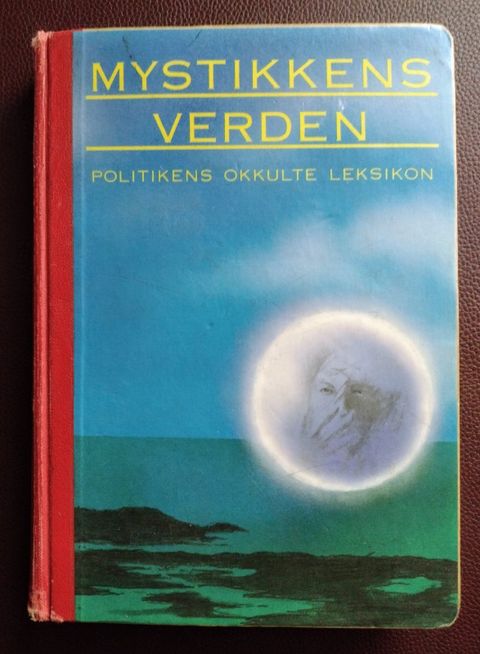 MYSTIKKENS
VERDEN
POLITIKENS OKKULTE LEKSIKON